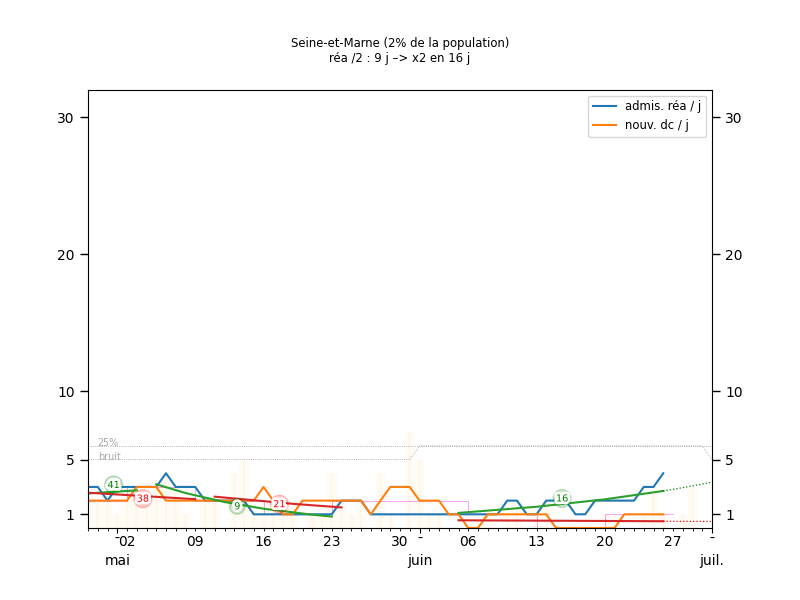 Seine-et-Marne (2% de la population)
réa /2 : 9 j –> x2 en 16 j
admis. réa / j
nouv. dc / j
30 30
20 20
10 10
25%
5 bruit 5
41 38 9 21 16
1 1
- 02 09 16 23 30 - 06 13 20 27 -
mai juin juil.